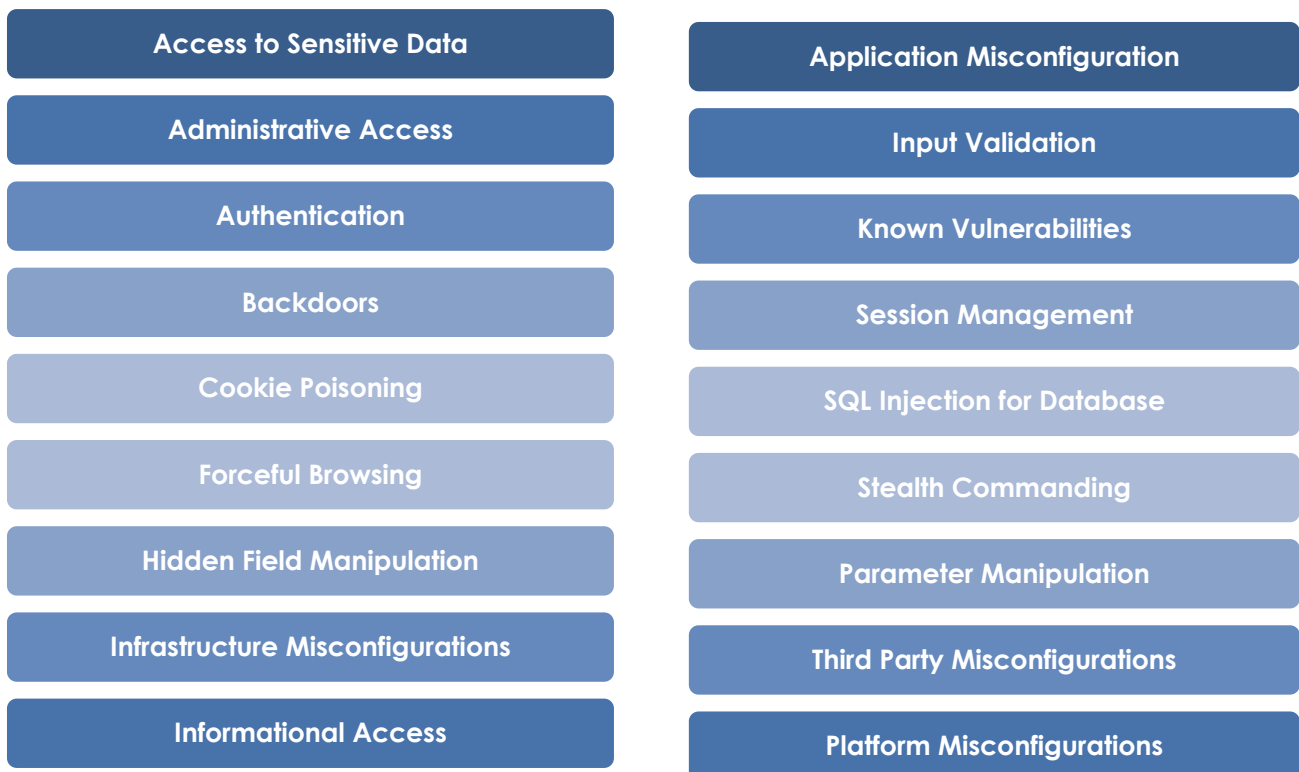 Access to Sensitive Data
Administrative Access
Authentication
Backdoors
Cookie Poisoning
Forceful Browsing
Hidden Field Manipulation
Infrastructure Misconfigurations
Informational Access
Application Misconfiguration
Input Validation
Known Vulnerabilities
Session Management
SQL Injection for Database
Stealth Commanding
Parameter Manipulation
Third Party Misconfigurations
Platform Misconfigurations